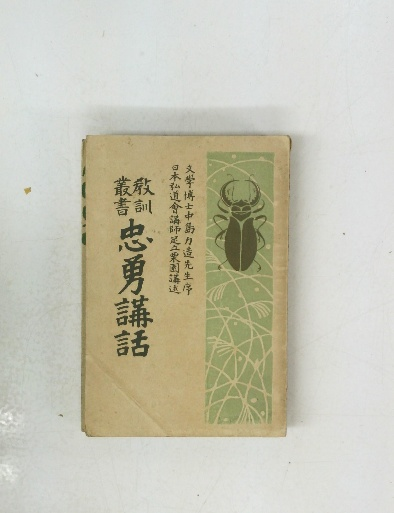 文學博士中島力造先生序
日本弘道會講師足立栗園講述
教訓
叢書
忠勇講話